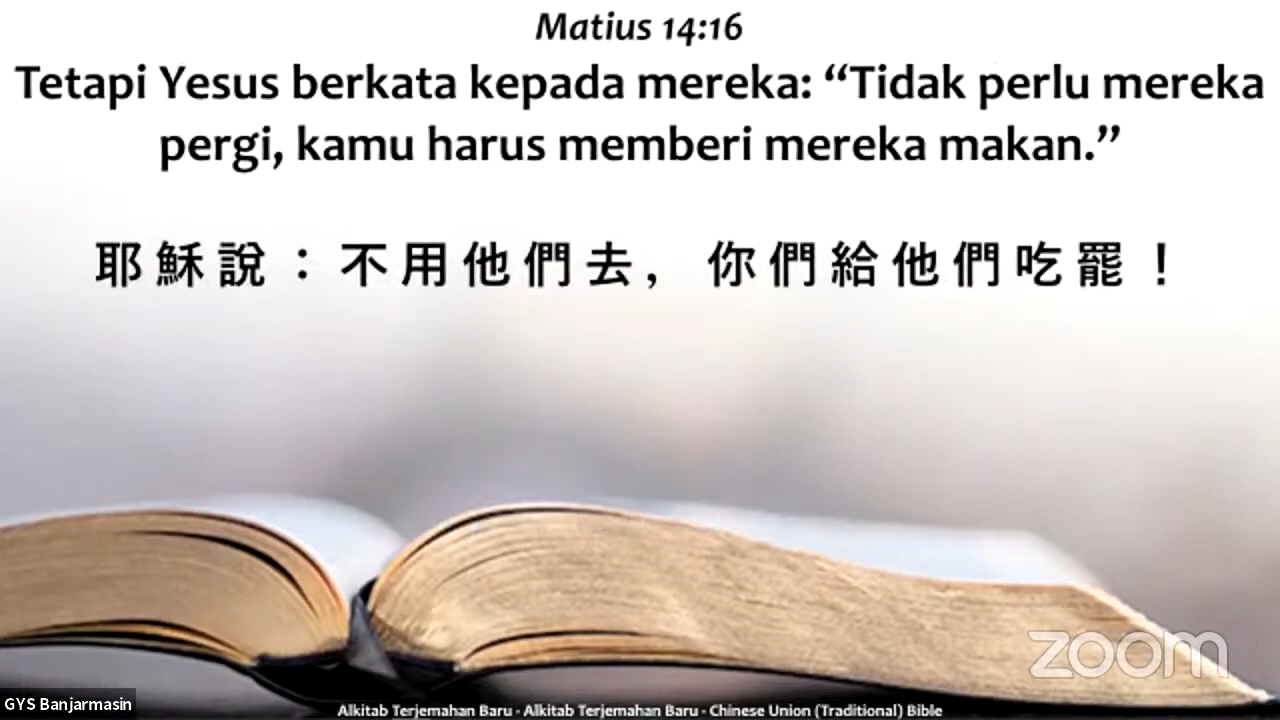 Matius 14:16
Tetapi Yesus berkata kepada mereka: “Tidak perlu mereka
pergi, kamu harus memberi mereka makan.”
耶穌說：不用他們去，你們給他們吃罷！
zoom
GYS Banjarmasin
Alkitab Terjemahan Baru - Alkitab Terjemahan Baru - Chinese Union (Traditional) Bible